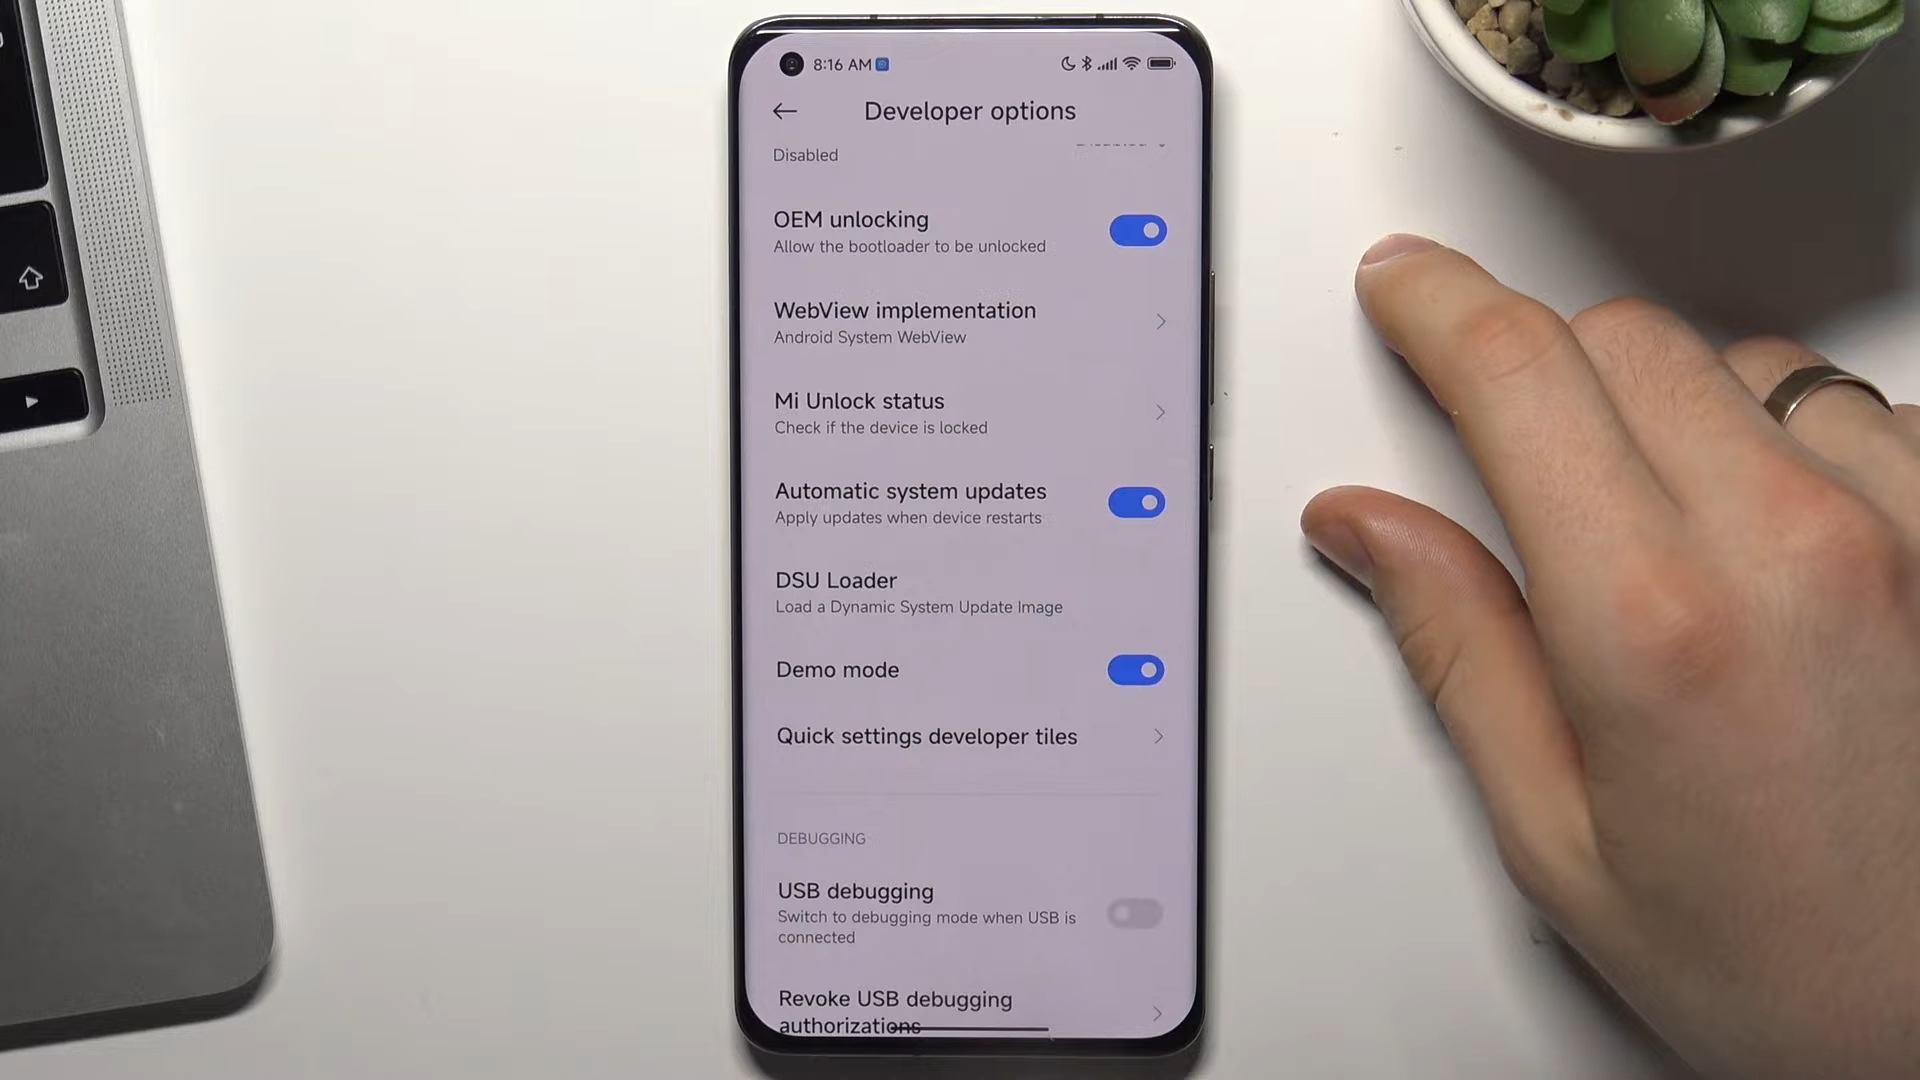 8:16 AM
Developer options
Disabled
OEM unlocking
Allow the bootloader to be unlocked
WebView implementation
Android System WebView
Mi Unlock status
Check if the device is locked
Automatic system updates
Apply updates when device restarts
DSU Loader
Load a Dynamic System Update Image
Demo mode
Quick settings developer tiles
DEBUGGING
USB debugging
Switch to debugging mode when USB is
connected
Revoke USB debugging
authorizations